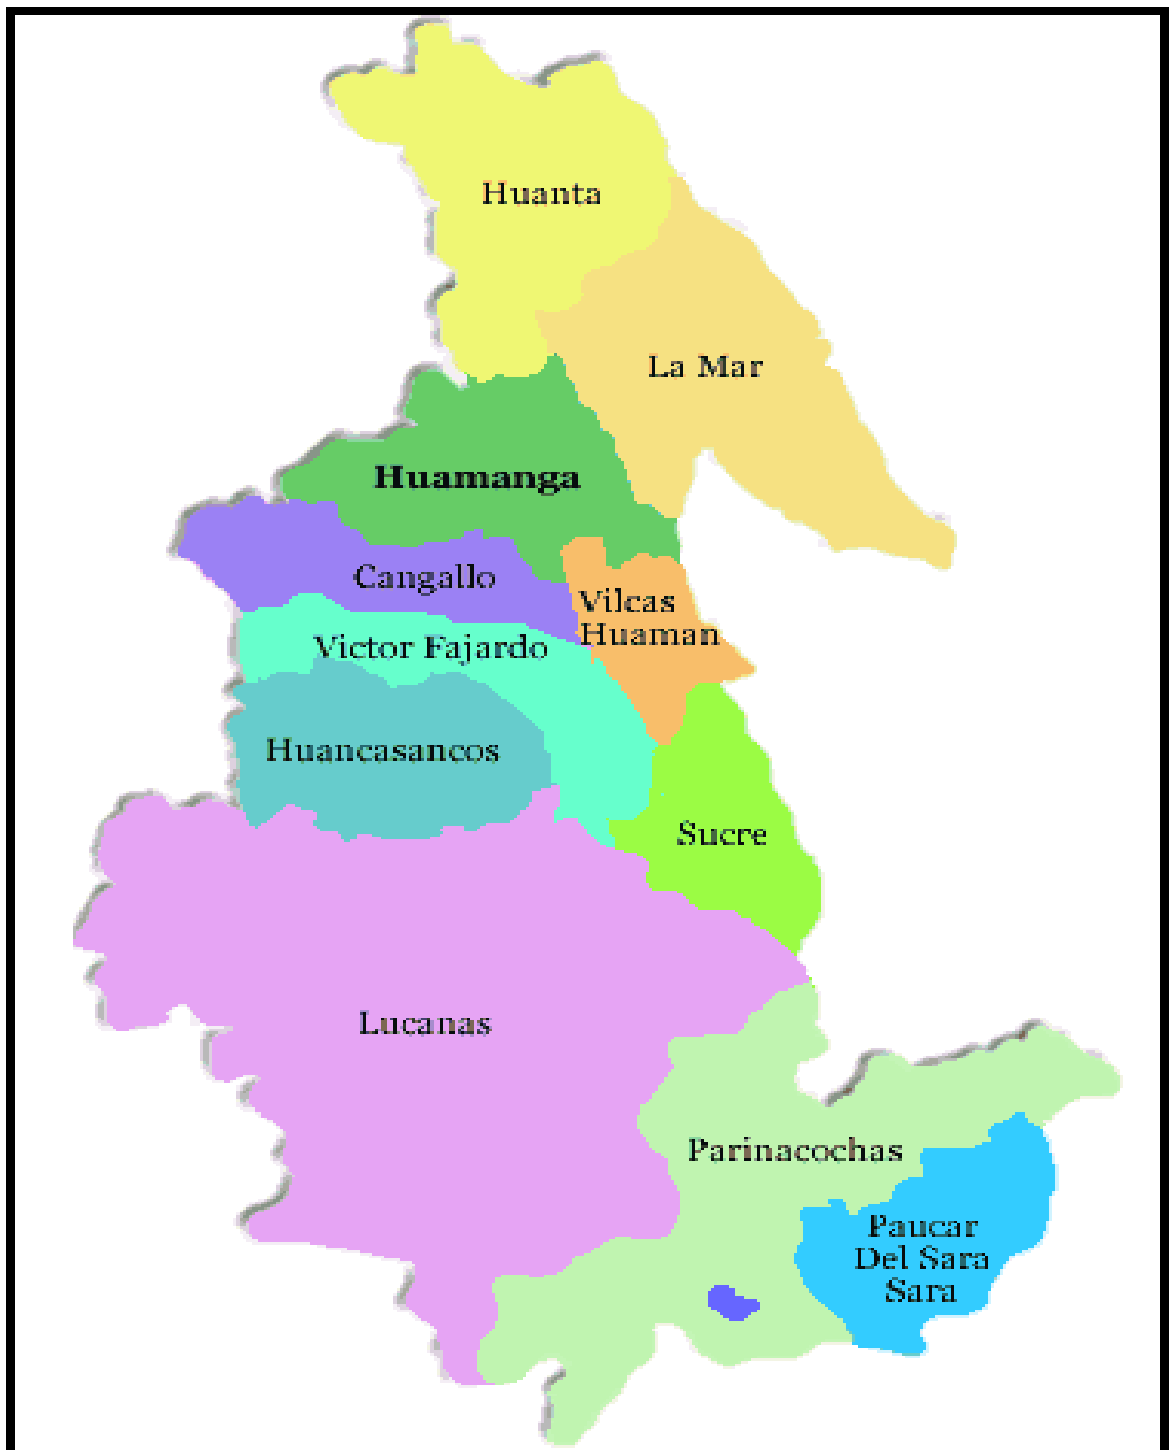 Huanta
La Mar
Huamanga
Cangallo
Vilcas
Huaman
Victor Fajardo
Huancasancos
Sucre
Lucanas
Parinacochas
Paucar
Del Sara
Sara